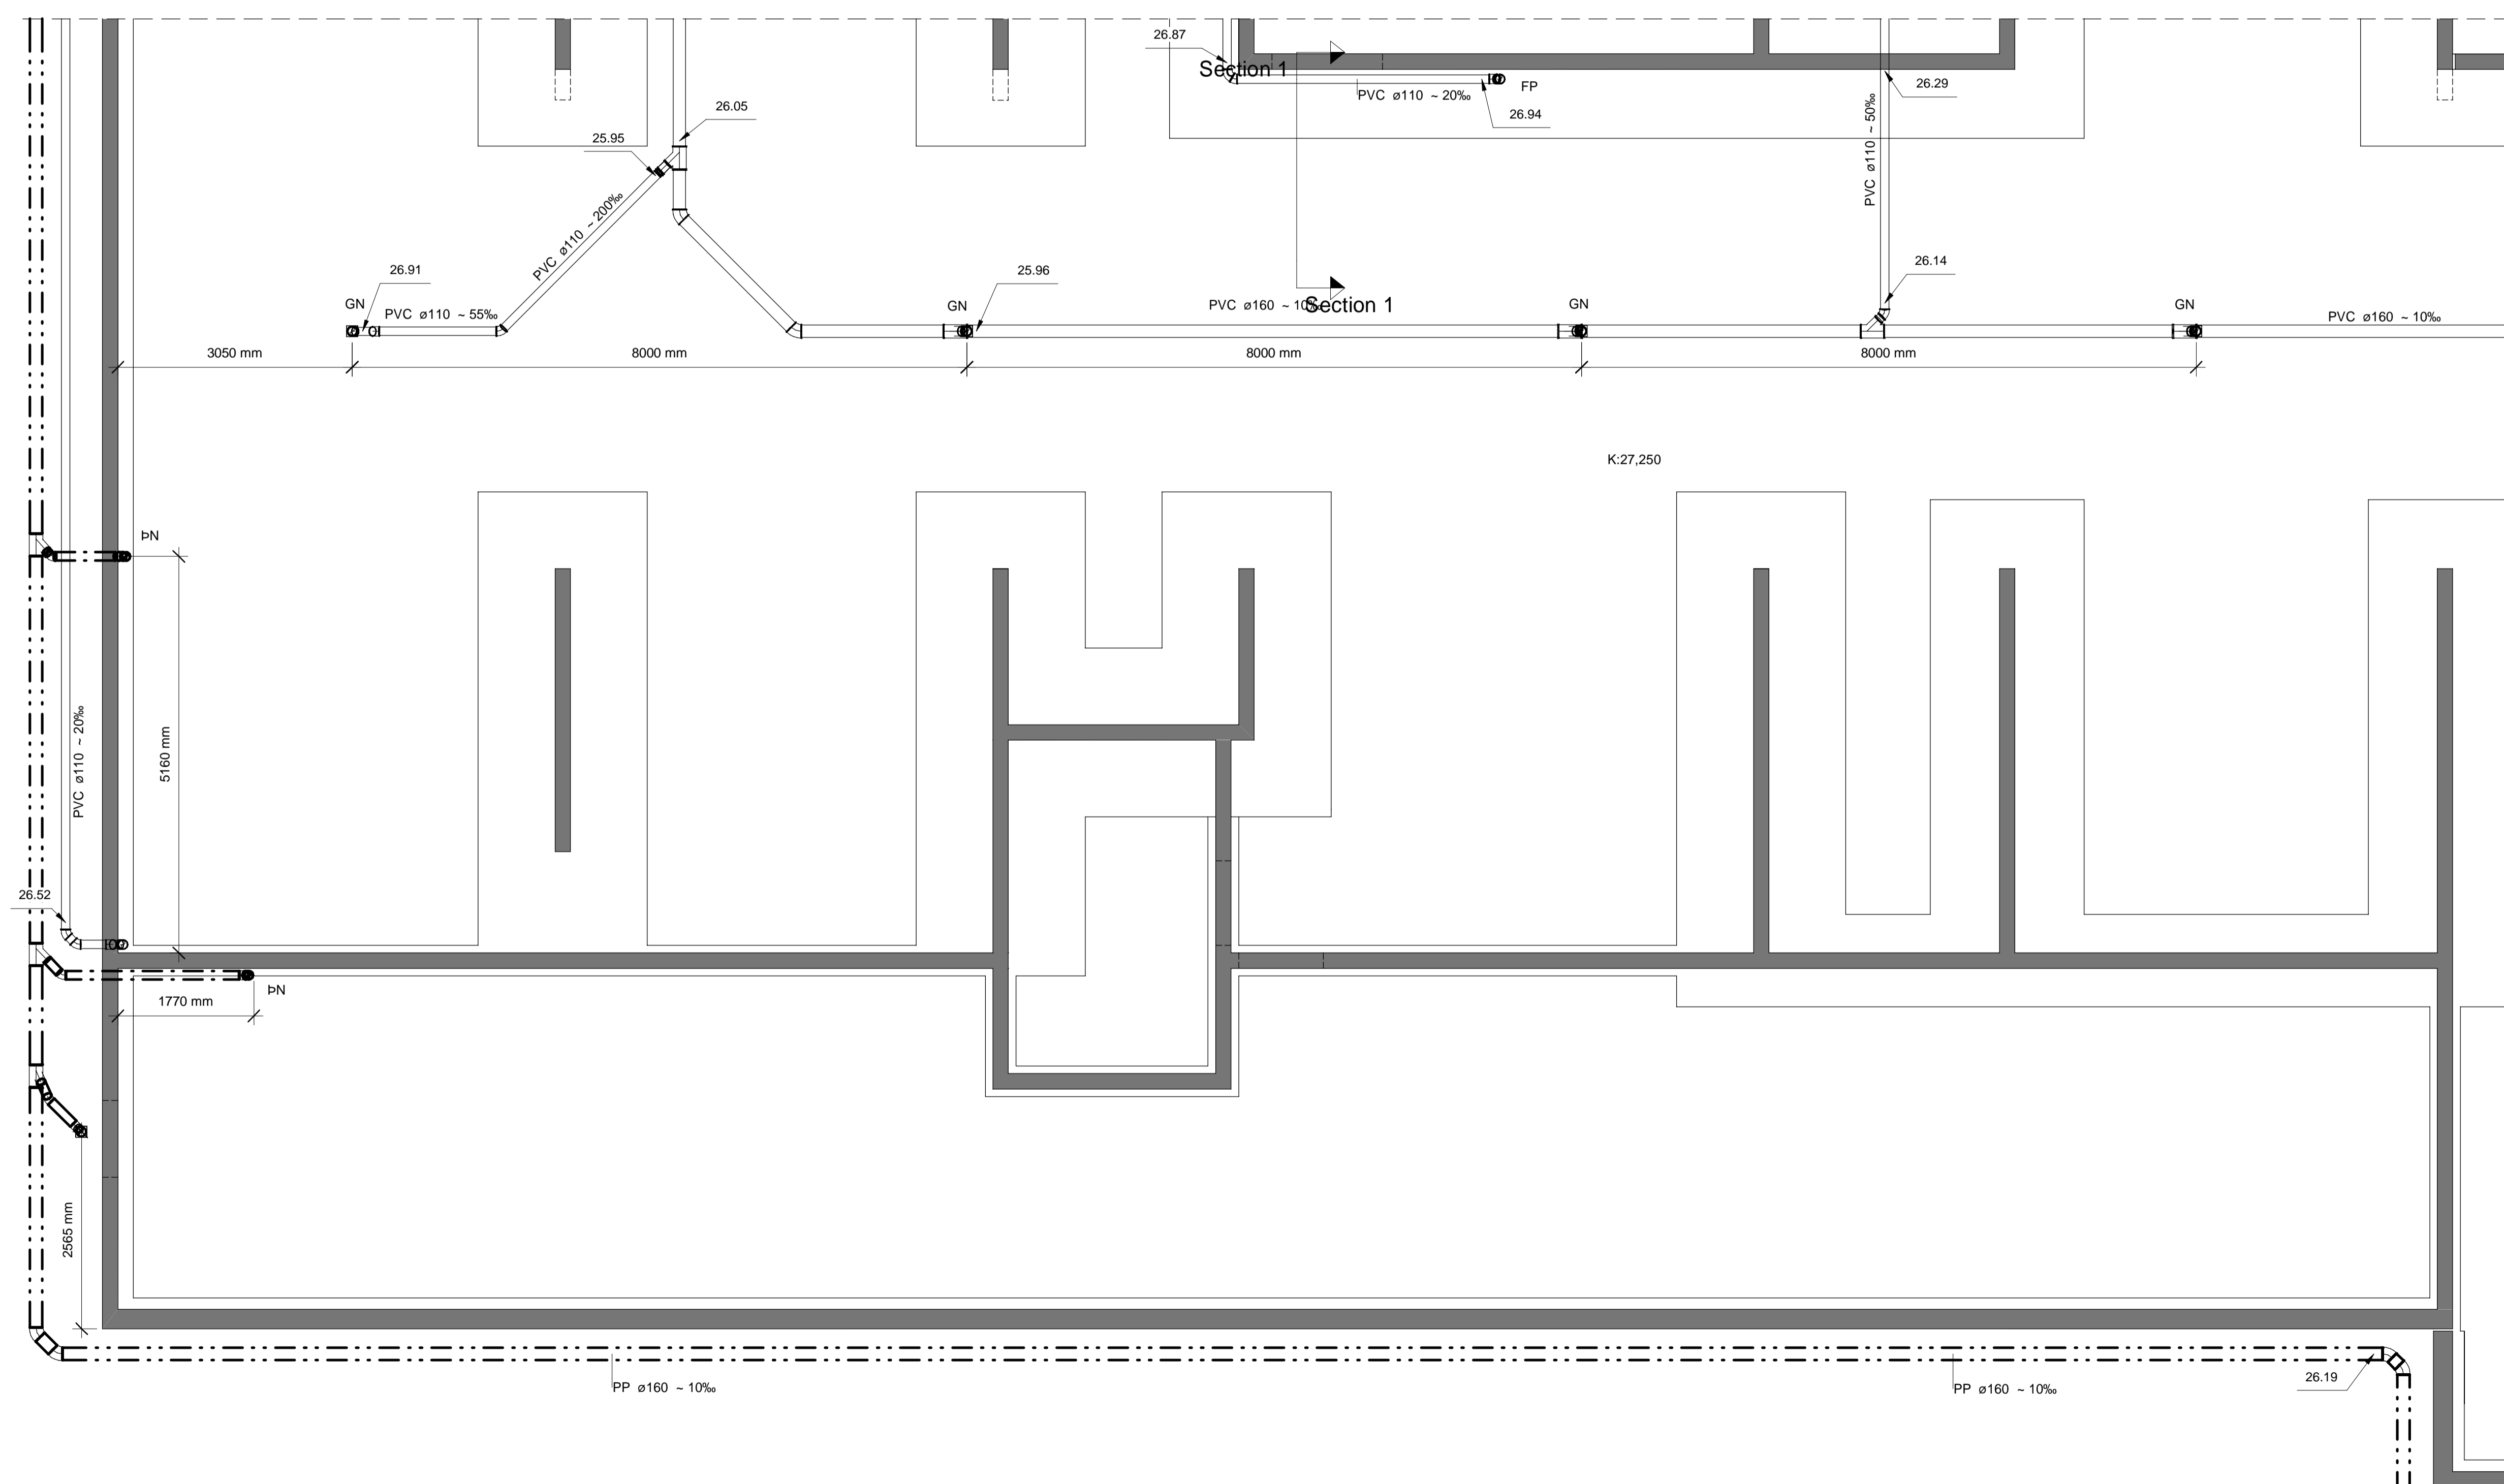 26.87
Section 1
FP
26.29
PVC ø110 ~ 20‰
26.94
26.05
25.95
PVC ø110 ~ 50‰
PVC ø110 ~ 200‰
26.91
25.96
26.14
GN
GN
GN
GN
PVC ø110 ~ 55‰
PVC ø160 ~ 10‰
Section 1
PVC ø160 ~ 10‰
3050 mm
8000 mm
8000 mm
8000 mm
K:27,250
ÞN
PVC ø110 ~ 20‰
5160 mm
26.52
ÞN
1770 mm
2565 mm
26.19
PP ø160 ~ 10‰
PP ø160 ~ 10‰